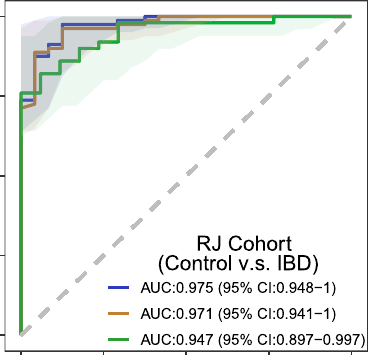 RJ Cohort
(Control v.s. IBD)
AUC:0.975 (95% CI:0.948−1)
AUC:0.971 (95% CI:0.941−1)
AUC:0.947 (95% CI:0.897−0.997)